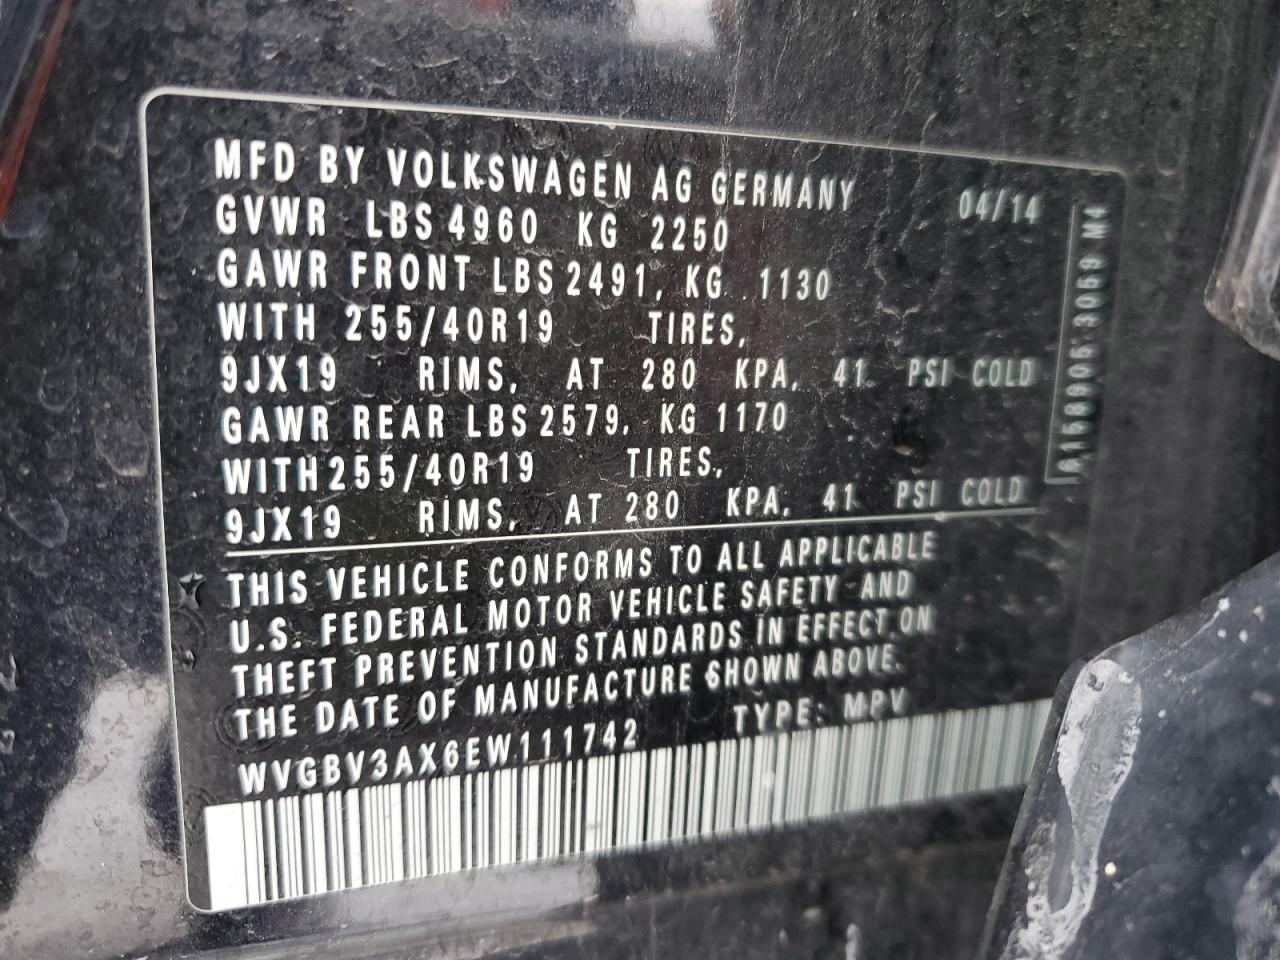 MFD BY VOLKSWAGEN AG GERMANY 04/14
GVWR LBS 4960 KG 2250
GAWR FRONT LBS 2491, KG 1130
WITH 255/40R19 TIRES,
9JX19 RIMS, AT 280 KPA, 41 PSI COLD
GAWR REAR LBS 2579, KG 1170
WITH 255/40R19 TIRES,
9JX19 RIMS, AT 280 KPA, 41 PSI COLD
THIS VEHICLE CONFORMS TO ALL APPLICABLE
U.S. FEDERAL MOTOR VEHICLE SAFETY AND
THEFT PREVENTION STANDARDS IN EFFECT ON
THE DATE OF MANUFACTURE SHOWN ABOVE.
WVGBV3AX6EW111742 TYPE: MPV
M4